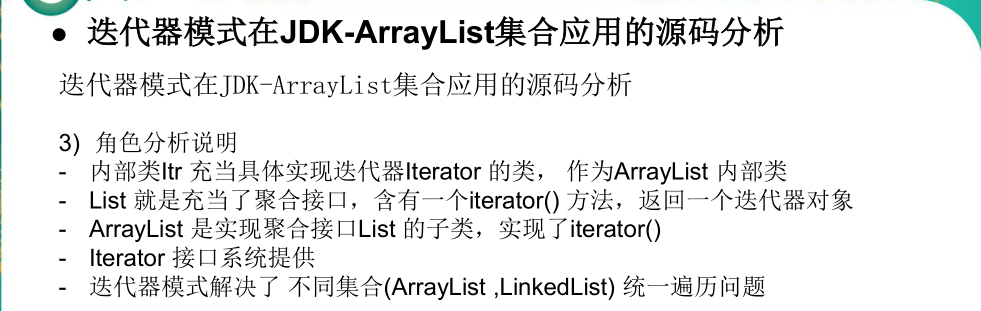 ● 迭代器模式在JDK-ArrayList集合应用的源码分析
迭代器模式在JDK-ArrayList集合应用的源码分析
3) 角色分析说明
- 内部类Itr 充当具体实现迭代器Iterator 的类， 作为ArrayList 内部类
- List 就是充当了聚合接口，含有一个iterator() 方法，返回一个迭代器对象
- ArrayList 是实现聚合接口List 的子类，实现了iterator()
- Iterator 接口系统提供
- 迭代器模式解决了 不同集合(ArrayList ,LinkedList) 统一遍历问题